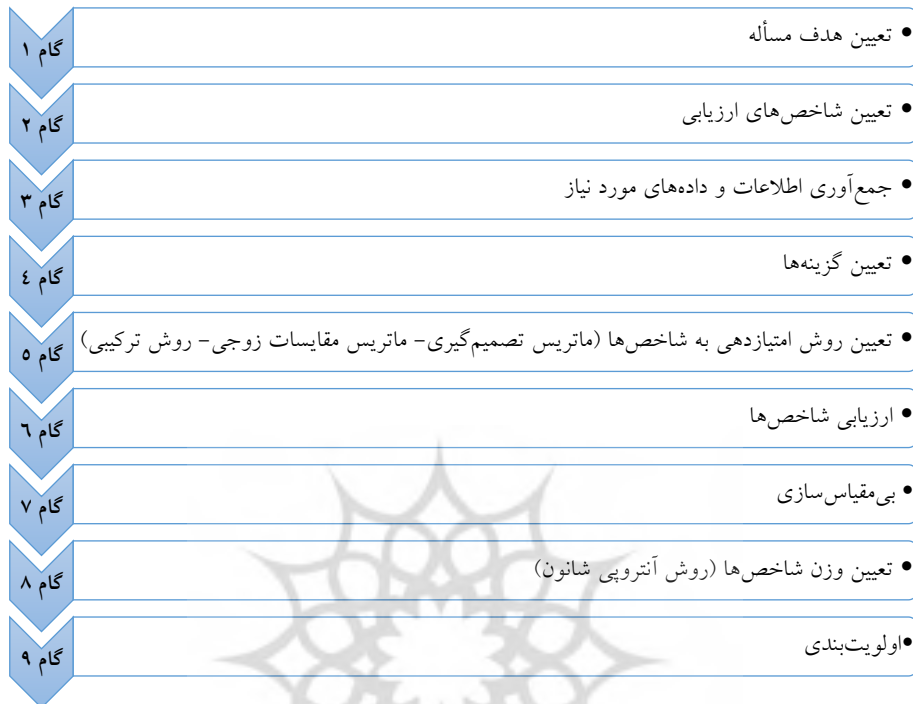 گام ۱
• تعیین هدف مسأله
گام ۲
• تعیین شاخص‌های ارزیابی
گام ۳
• جمع‌آوری اطلاعات و داده‌های مورد نیاز
گام ٤
• تعیین گزینه‌ها
گام ٥
• تعیین روش امتیازدهی به شاخص‌ها (ماتریس تصمیم‌گیری- ماتریس مقایسات زوجی- روش ترکیبی)
گام ٦
• ارزیابی شاخص‌ها
گام ۷
• بی‌مقیاس‌سازی
گام ۸
• تعیین وزن شاخص‌ها (روش آنتروپی شانون)
گام ۹
•اولویت‌بندی